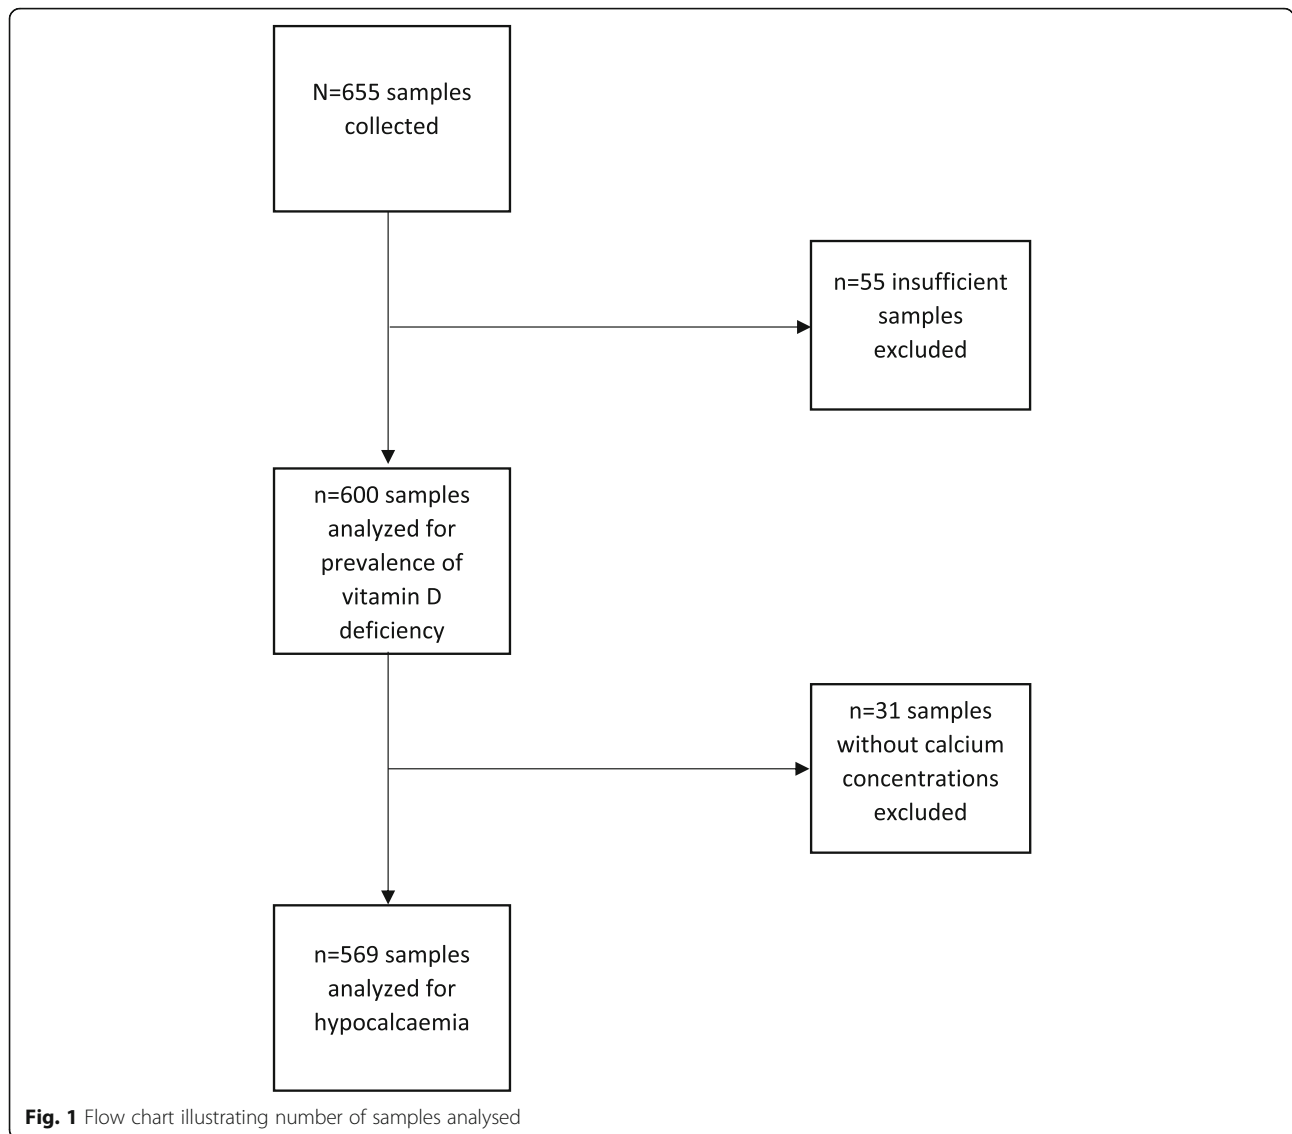 N=655 samples
collected
n=55 insufficient
samples
excluded
n=600 samples
analyzed for
prevalence of
vitamin D
deficiency
n=31 samples
without calcium
concentrations
excluded
n=569 samples
analyzed for
hypocalcaemia
Fig. 1 Flow chart illustrating number of samples analysed